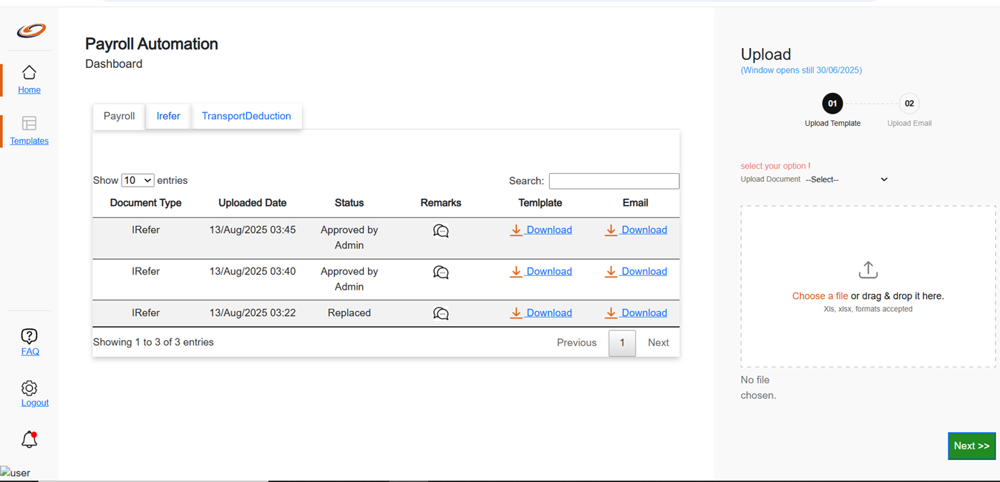 Home
Templates
FAQ
Logout
user
Payroll Automation
Dashboard
Payroll Irefer TransportDeduction
Show 10 entries Search:
Document Type Uploaded Date Status Remarks Temlplate Email
IRefer 13/Aug/2025 03:45 Approved by Admin Download Download
IRefer 13/Aug/2025 03:40 Approved by Admin Download Download
IRefer 13/Aug/2025 03:22 Replaced Download Download
Showing 1 to 3 of 3 entries Previous 1 Next
Upload
(Window opens still 30/06/2025)
01 02
Upload Template Upload Email
select your option !
Upload Document --Select--
Choose a file or drag & drop it here.
Xls, xlsx, formats accepted
No file
chosen.
Next >>